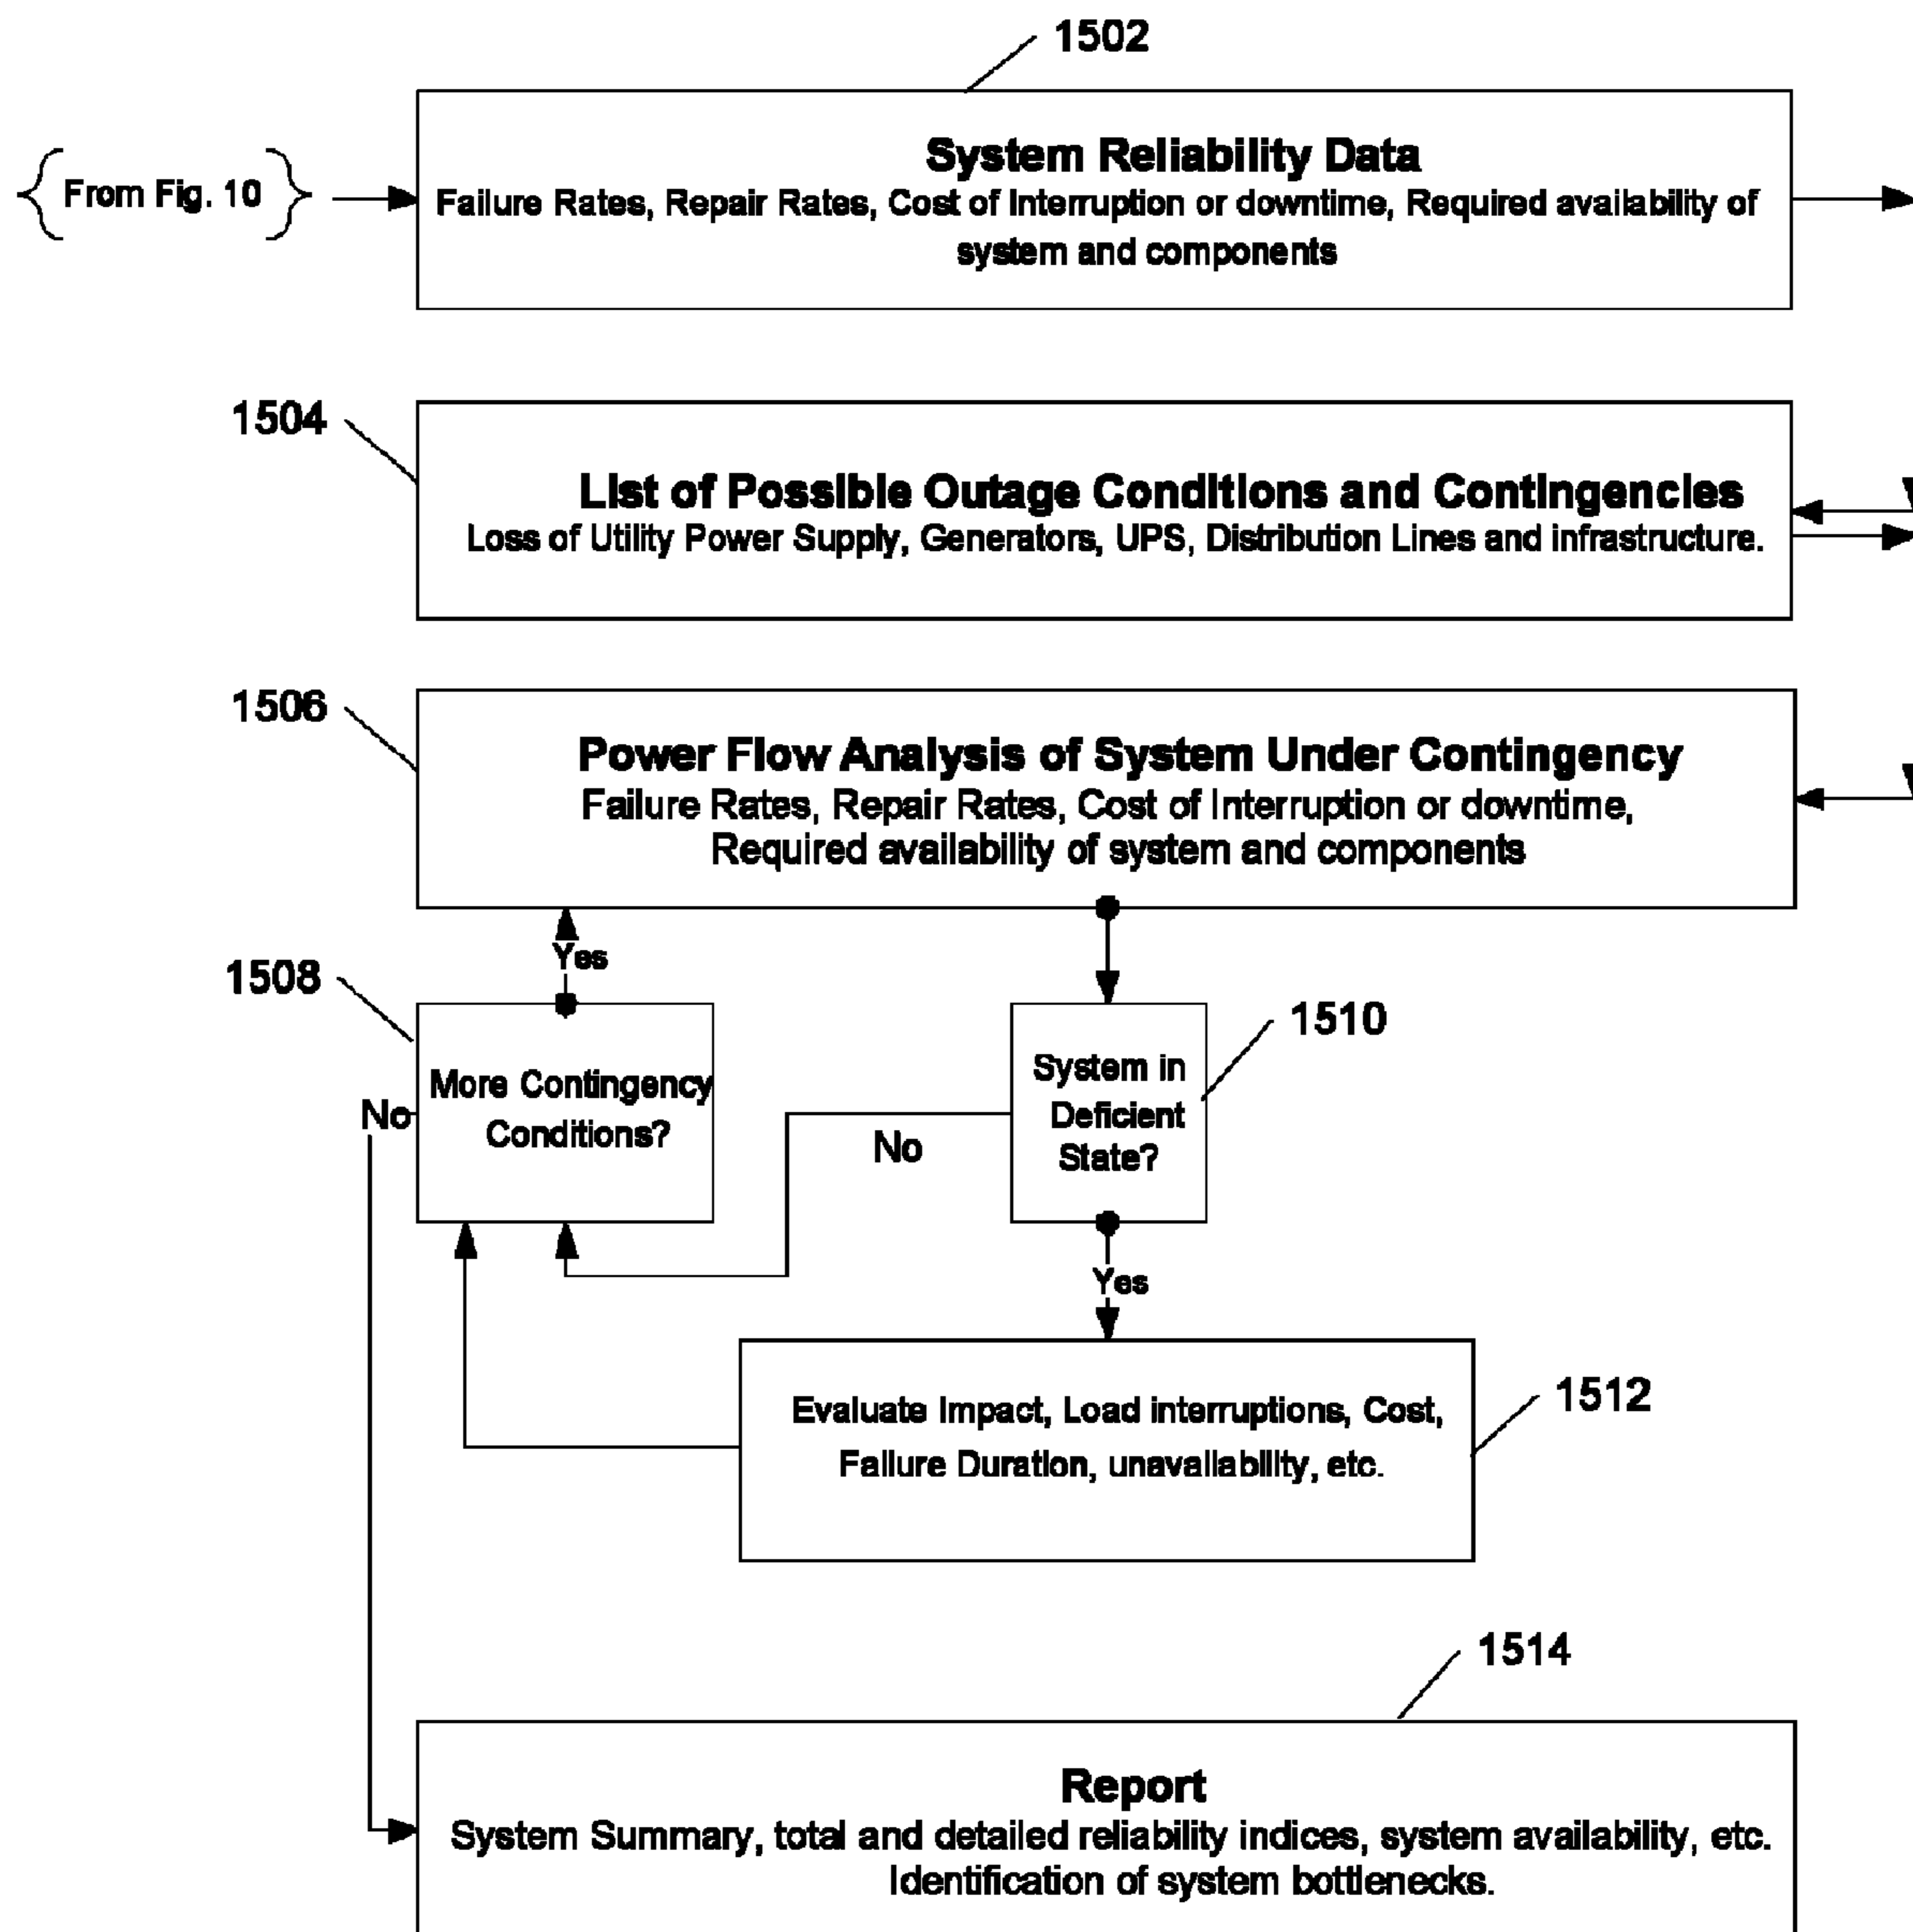 1502
From Fig. 10
System Reliability Data
Failure Rates, Repair Rates, Cost of Interruption or downtime, Required availability of
system and components
1504
List of Possible Outage Conditions and Contingencies
Loss of Utility Power Supply, Generators, UPS, Distribution Lines and infrastructure.
1506
Power Flow Analysis of System Under Contingency
Failure Rates, Repair Rates, Cost of Interruption or downtime,
Required availability of system and components
Yes
1508
More Contingency
Conditions?
No
1510
System in
Deficient
State?
No
Yes
1512
Evaluate Impact, Load interruptions, Cost,
Failure Duration, unavailability, etc.
1514
Report
System Summary, total and detailed reliability indices, system availability, etc.
Identification of system bottlenecks.